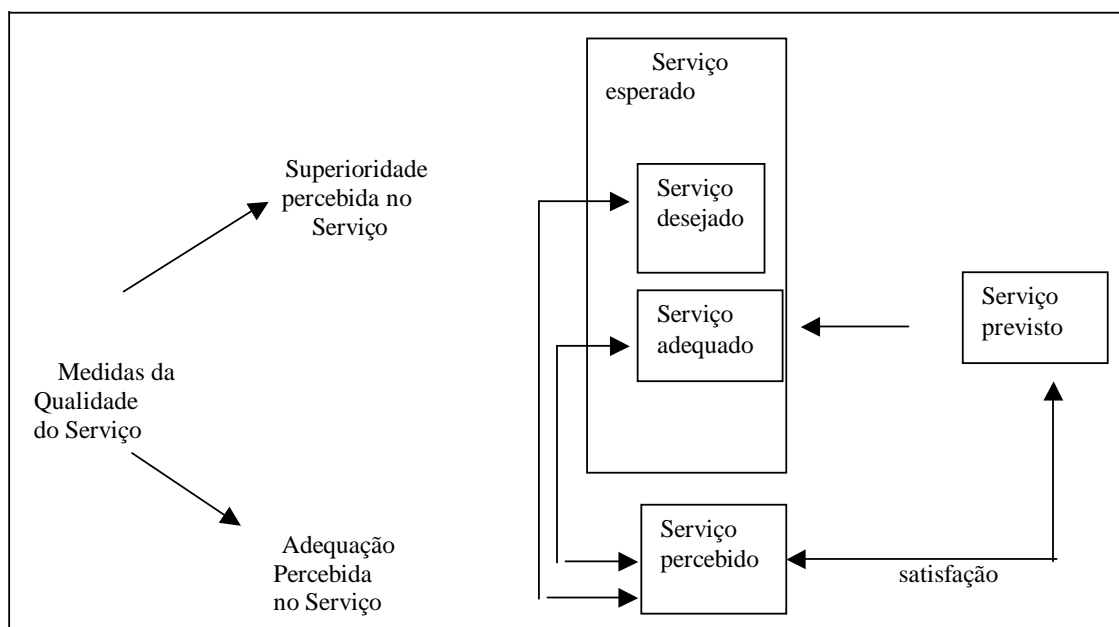 Serviço
esperado
Superioridade
percebida no
Serviço
Serviço
desejado
Serviço
adequado
Serviço
previsto
Medidas da
Qualidade
do Serviço
Adequação
Percebida
no Serviço
Serviço
percebido
satisfação